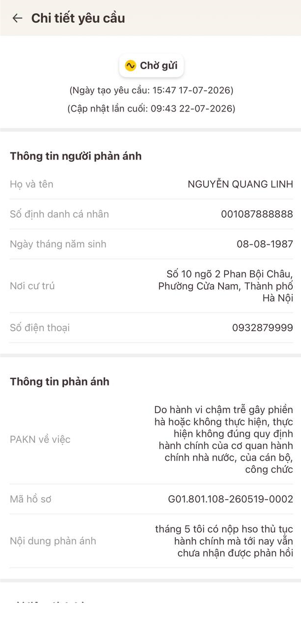 Chi tiết yêu cầu
Chờ gửi
(Ngày tạo yêu cầu: 15:47 17-07-2026)
(Cập nhật lần cuối: 09:43 22-07-2026)
Thông tin người phản ánh
Họ và tên NGUYỄN QUANG LINH
Số định danh cá nhân 001087888888
Ngày tháng năm sinh 08-08-1987
Nơi cư trú Số 10 ngõ 2 Phan Bội Châu,
Phường Cửa Nam, Thành phố
Hà Nội
Số điện thoại 0932879999
Thông tin phản ánh
PAKN về việc Do hành vi chậm trễ gây phiền
hà hoặc không thực hiện, thực
hiện không đúng quy định
hành chính của cơ quan hành
chính nhà nước, của cán bộ,
công chức
Mã hồ sơ G01.801.108-260519-0002
Nội dung phản ánh tháng 5 tôi có nộp hso thủ tục
hành chính mà tới nay vẫn
chưa nhận được phản hồi